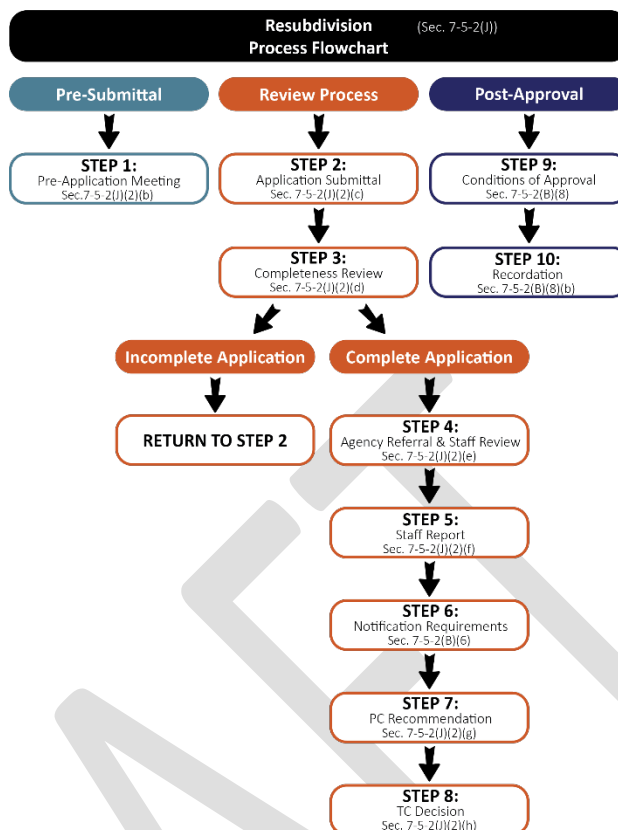 Resubdivision (Sec. 7-5-2(J))
Process Flowchart
Pre-Submittal
Review Process
Post-Approval
STEP 1:
Pre-Application Meeting
Sec.7-5-2(J)(2)(b)
STEP 2:
Application Submittal
Sec. 7-5-2(J)(2)(c)
STEP 9:
Conditions of Approval
Sec. 7-5-2(B)(8)
STEP 3:
Completeness Review
Sec. 7-5-2(J)(2)(d)
STEP 10:
Recordation
Sec. 7-5-2(B)(8)(b)
Incomplete Application
Complete Application
RETURN TO STEP 2
STEP 4:
Agency Referral & Staff Review
Sec. 7-5-2(J)(2)(e)
STEP 5:
Staff Report
Sec. 7-5-2(J)(2)(f)
STEP 6:
Notification Requirements
Sec. 7-5-2(B)(6)
STEP 7:
PC Recommendation
Sec. 7-5-2(J)(2)(g)
STEP 8:
TC Decision
Sec. 7-5-2(J)(2)(h)